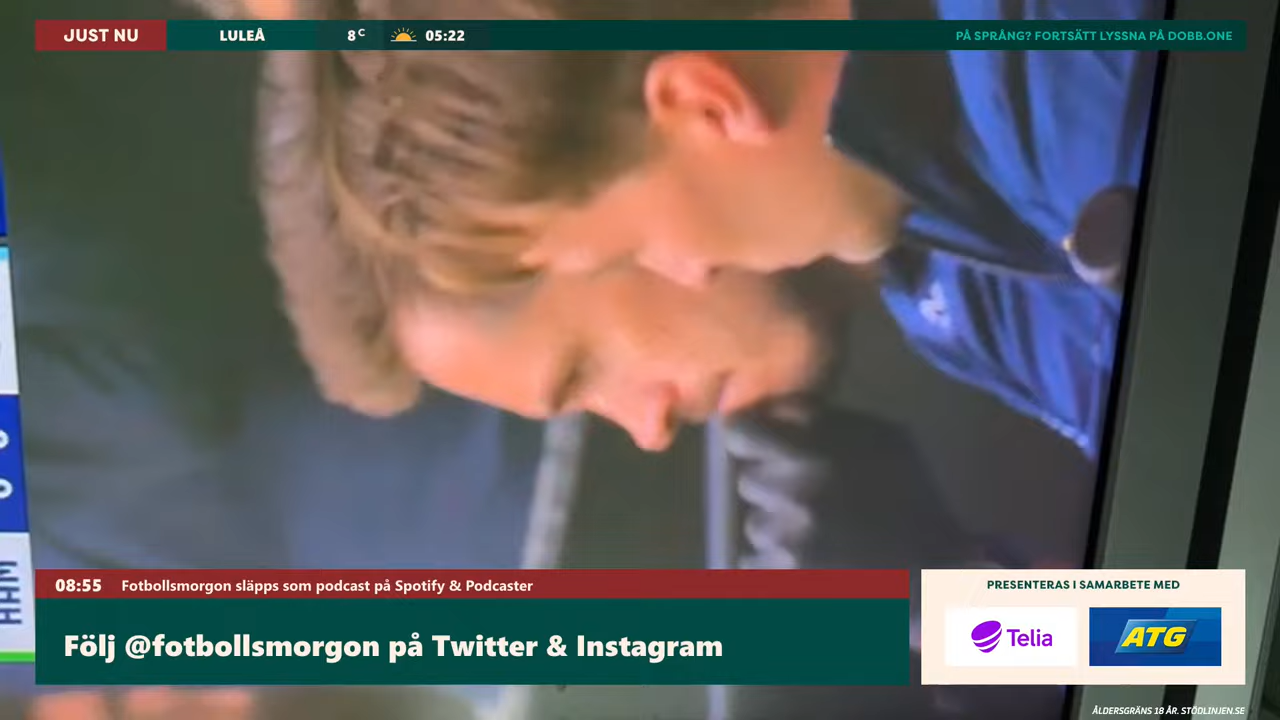 JUST NU
LULEÅ
8°C
05:22
PÅ SPRÅNG? FORTSÄTT LYSSNA PÅ DOBB.ONE
HAM
08:55 Fotbollsmorgon släpps som podcast på Spotify & Podcaster
Följ @fotbollsmorgon på Twitter & Instagram
PRESENTERAS I SAMARBETE MED
Telia
ATG
ÅLDERSGRÄNS 18 ÅR. STÖDLINJEN.SE